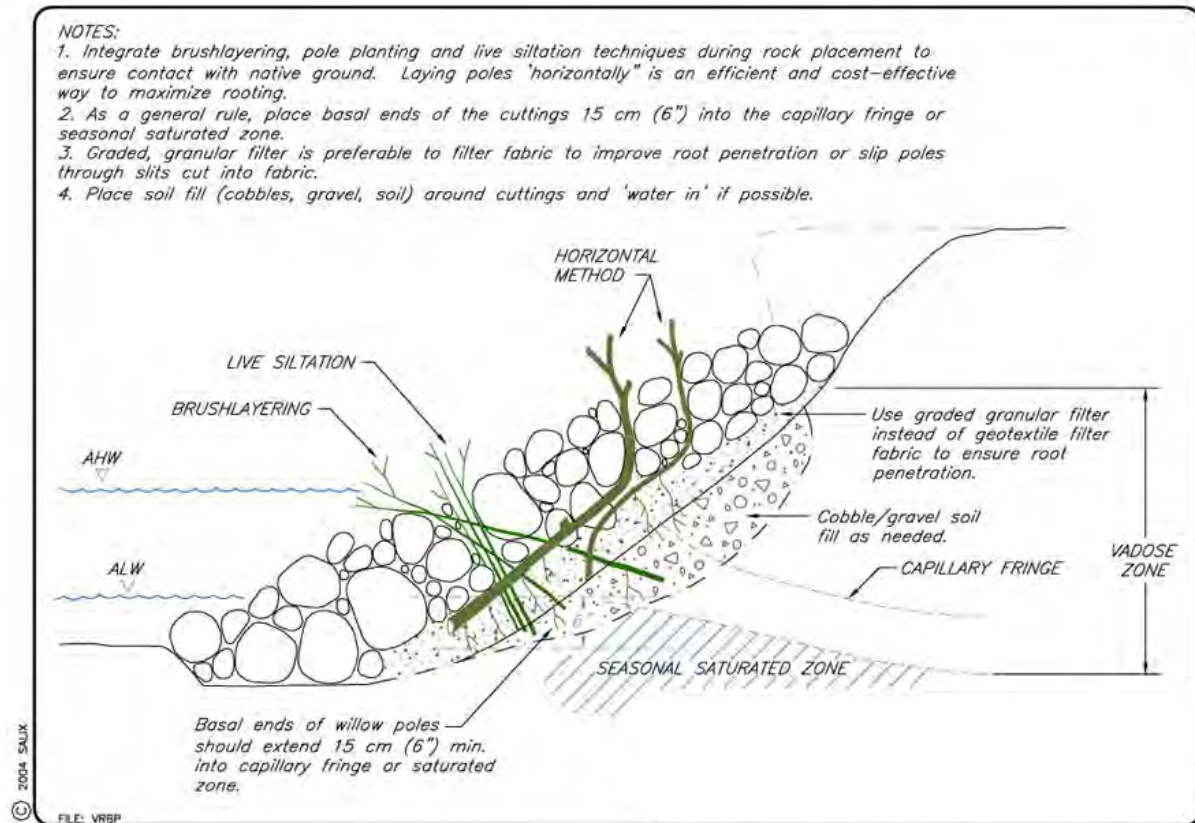 NOTES:
1. Integrate brushlayering, pole planting and live siltation techniques during rock placement to
ensure contact with native ground.  Laying poles 'horizontally" is an efficient and cost-effective
way to maximize rooting.
2. As a general rule, place basal ends of the cuttings 15 cm (6") into the capillary fringe or
seasonal saturated zone.
3. Graded, granular filter is preferable to filter fabric to improve root penetration or slip poles
through slits cut into fabric.
4. Place soil fill (cobbles, gravel, soil) around cuttings and 'water in' if possible.
HORIZONTAL
METHOD
LIVE SILTATION
BRUSHLAYERING
AHW
ALW
Use graded granular filter
instead of geotextile filter
fabric to ensure root
penetration.
Cobble/gravel soil
fill as needed.
VADOSE
ZONE
CAPILLARY FRINGE
SEASONAL SATURATED ZONE
Basal ends of willow poles
should extend 15 cm (6") min.
into capillary fringe or saturated
zone.
© 2004 SALIX
FILE: VRBP